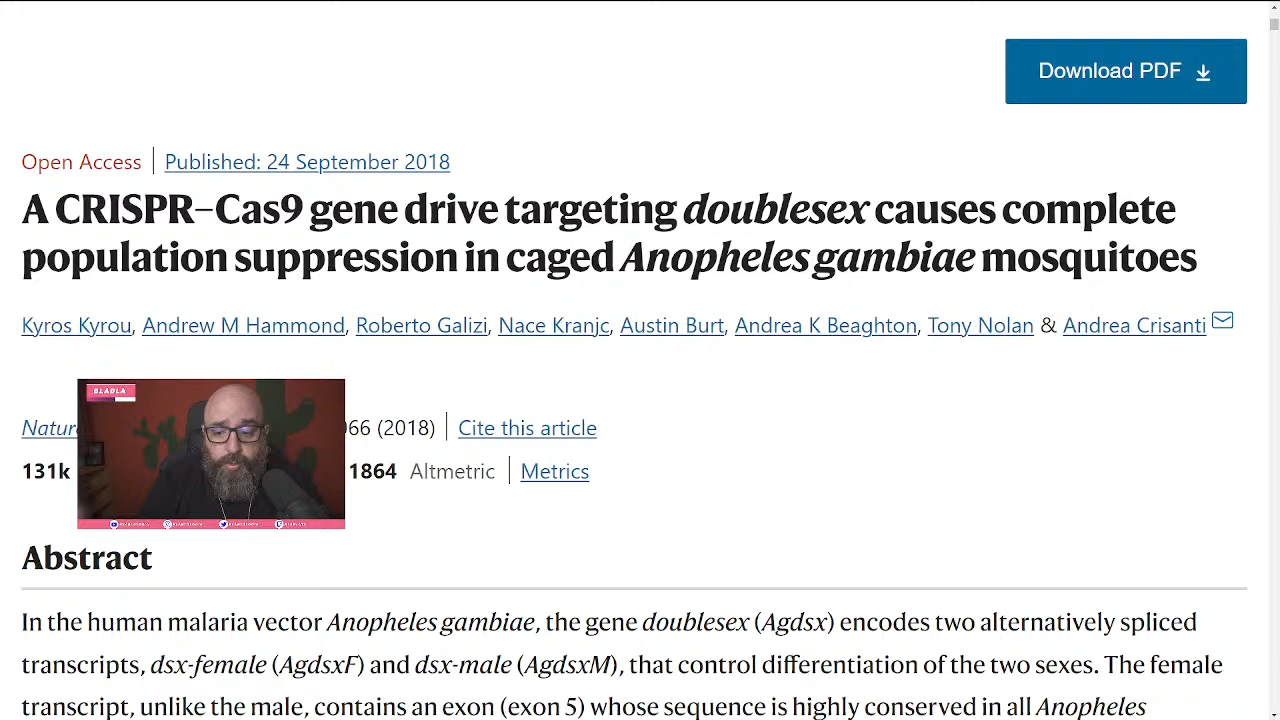 Download PDF
Open Access
Published: 24 September 2018
A CRISPR–Cas9 gene drive targeting doublesex causes complete
population suppression in caged Anopheles gambiae mosquitoes
Kyros Kyrou, Andrew M Hammond, Roberto Galizi, Nace Kranjc, Austin Burt, Andrea K Beaghton, Tony Nolan & Andrea Crisanti
Natur 066 (2018) Cite this article
131k 1864 Altmetric Metrics
Abstract
In the human malaria vector Anopheles gambiae, the gene doublesex (Agdsx) encodes two alternatively spliced
transcripts, dsx-female (AgdsxF) and dsx-male (AgdsxM), that control differentiation of the two sexes. The female
transcript, unlike the male, contains an exon (exon 5) whose sequence is highly conserved in all Anopheles